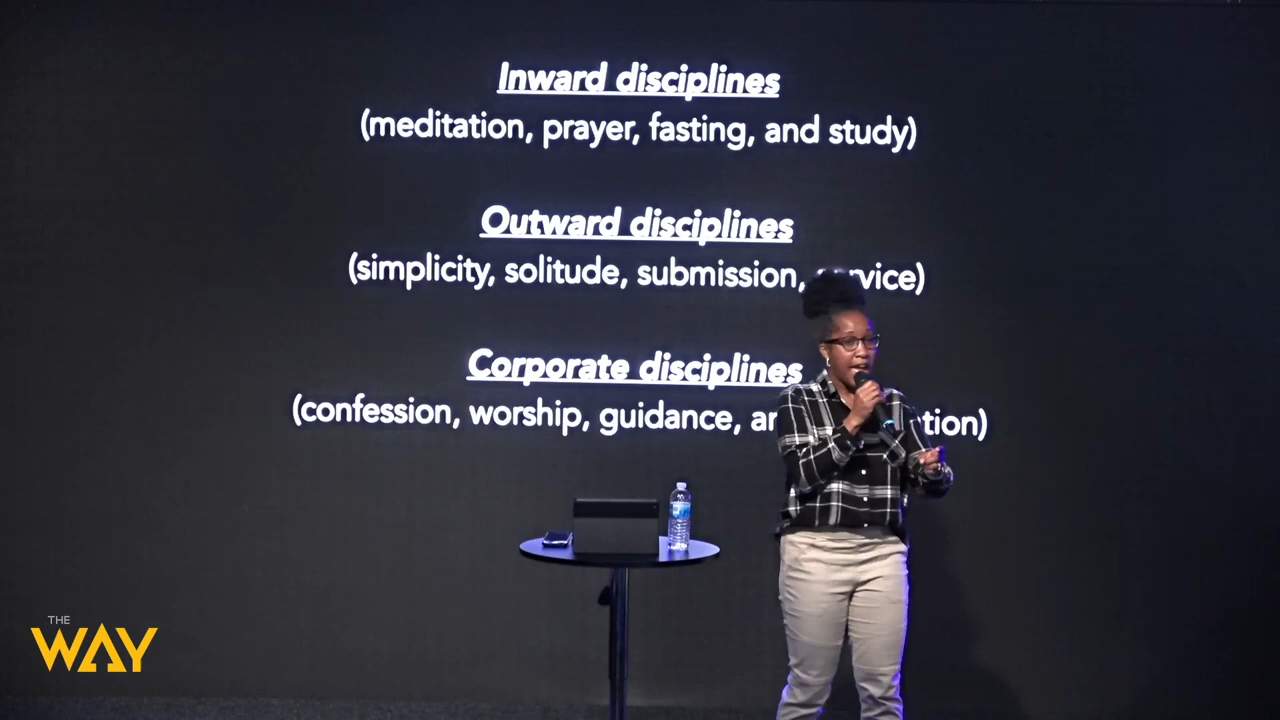 Inward disciplines
(meditation, prayer, fasting, and study)
Outward disciplines
(simplicity, solitude, submission, service)
Corporate disciplines
(confession, worship, guidance,
THE
WAY